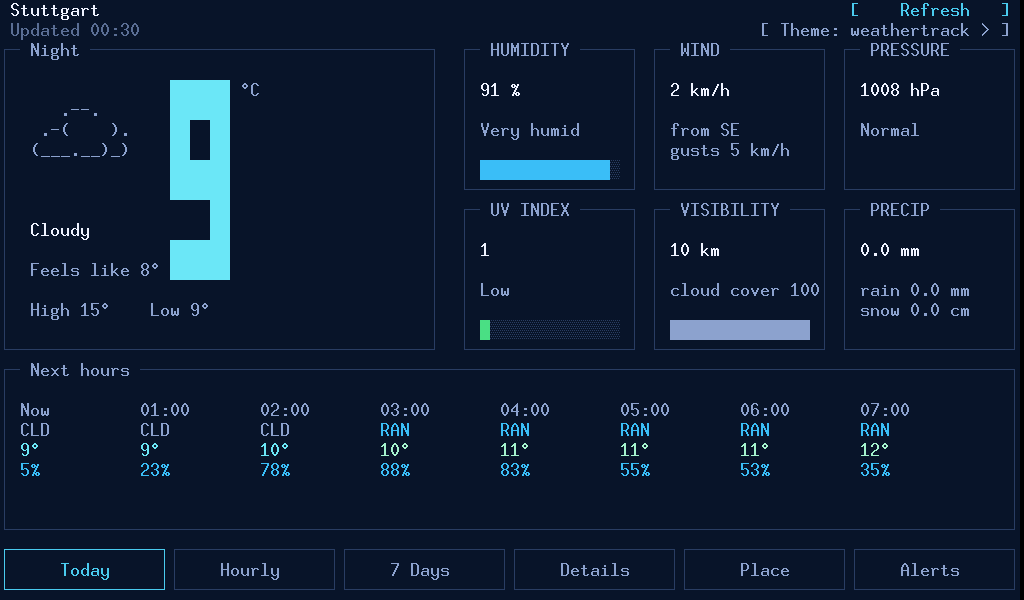 Stuttgart
[ Refresh ]
Updated 00:30
[ Theme: weathertrack > ]
Night
9 °C
Cloudy
Feels like 8°
High 15° Low 9°
HUMIDITY
91 %
Very humid
WIND
2 km/h
from SE
gusts 5 km/h
PRESSURE
1008 hPa
Normal
UV INDEX
1
Low
VISIBILITY
10 km
cloud cover 100
PRECIP
0.0 mm
rain 0.0 mm
snow 0.0 cm
Next hours
Now 01:00 02:00 03:00 04:00 05:00 06:00 07:00
CLD CLD CLD RAN RAN RAN RAN RAN
9° 9° 10° 10° 11° 11° 11° 12°
5% 23% 78% 88% 83% 55% 53% 35%
Today Hourly 7 Days Details Place Alerts